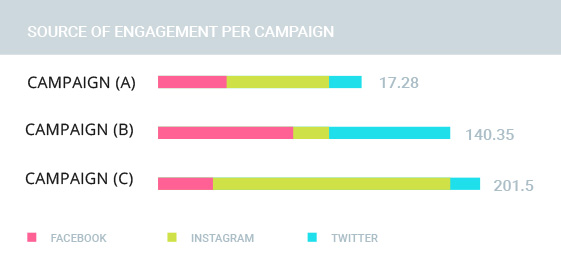 SOURCE OF ENGAGEMENT PER CAMPAIGN
CAMPAIGN (A) 17.28
CAMPAIGN (B) 140.35
CAMPAIGN (C) 201.5
FACEBOOK INSTAGRAM TWITTER